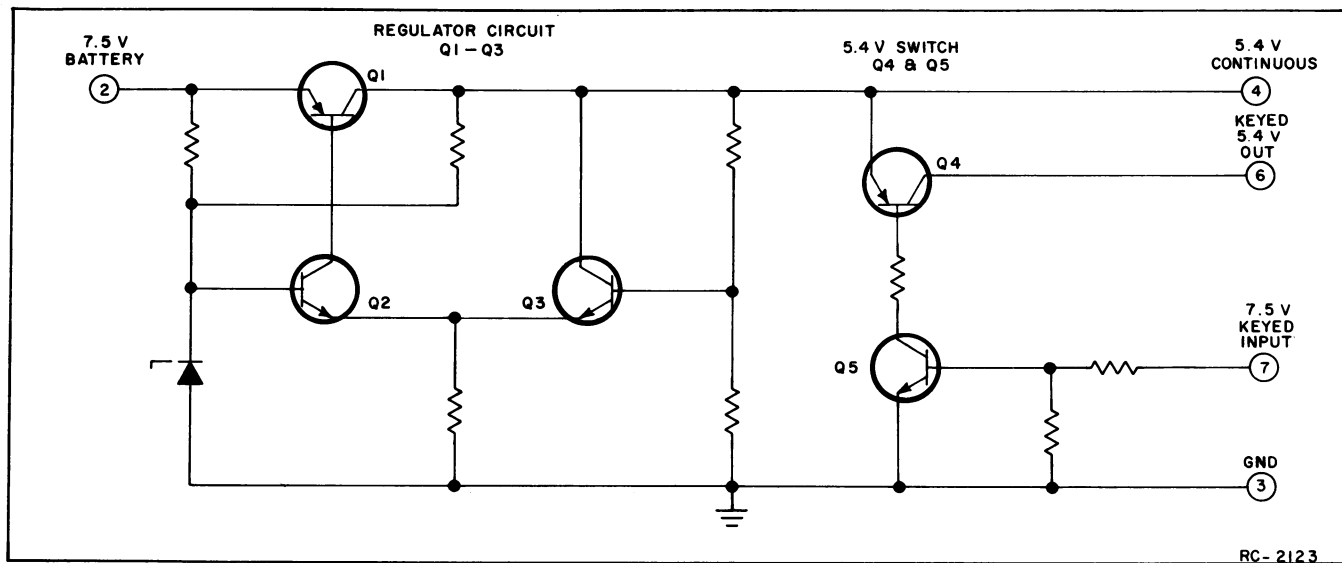 REGULATOR CIRCUIT
Q1-Q3
7.5 V
BATTERY
2
Q1
5.4 V SWITCH
Q4 & Q5
5.4 V
CONTINUOUS
4
KEYED
5.4 V
OUT
6
Q4
Q2
Q3
Q5
7.5 V
KEYED
INPUT
7
GND
3
RC-2123